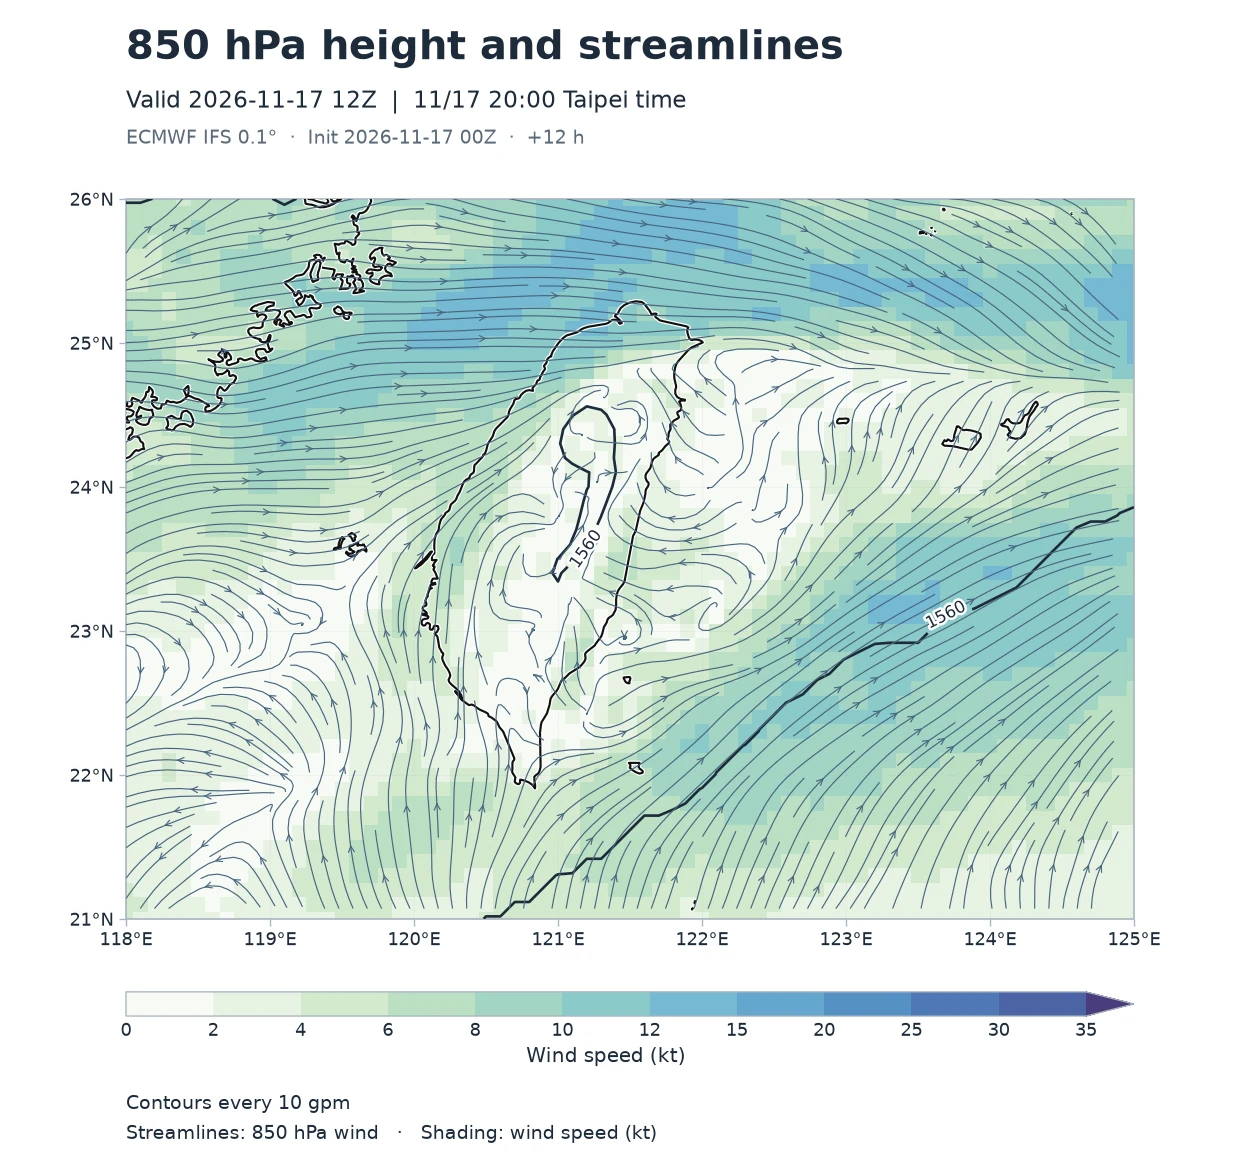 850 hPa height and streamlines
Valid 2026-11-17 12Z | 11/17 20:00 Taipei time
ECMWF IFS 0.1° · Init 2026-11-17 00Z · +12 h
26°N
25°N
24°N
23°N
22°N
21°N
1560
1560
118°E 119°E 120°E 121°E 122°E 123°E 124°E 125°E
0 2 4 6 8 10 12 15 20 25 30 35
Wind speed (kt)
Contours every 10 gpm
Streamlines: 850 hPa wind · Shading: wind speed (kt)